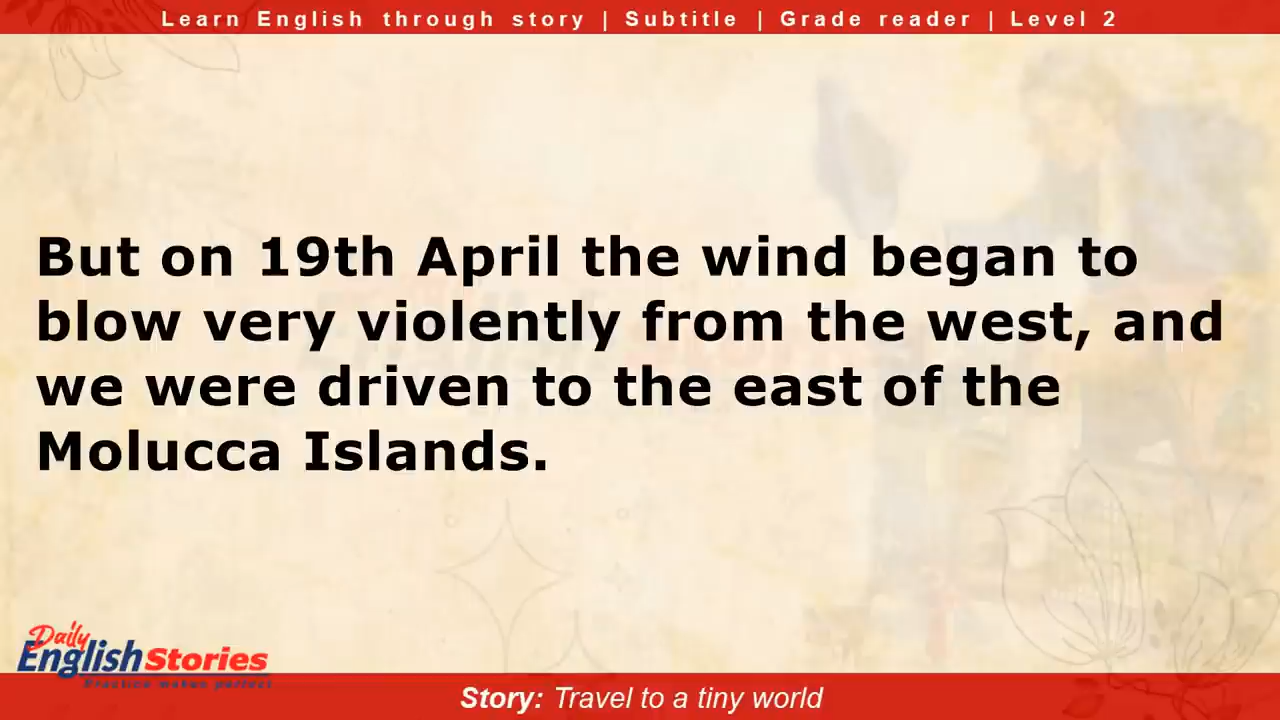 Learn English through story | Subtitle | Grade reader | Level 2
But on 19th April the wind began to
blow very violently from the west, and
we were driven to the east of the
Molucca Islands.
Daily
English Stories
Practice makes perfect
Story: Travel to a tiny world